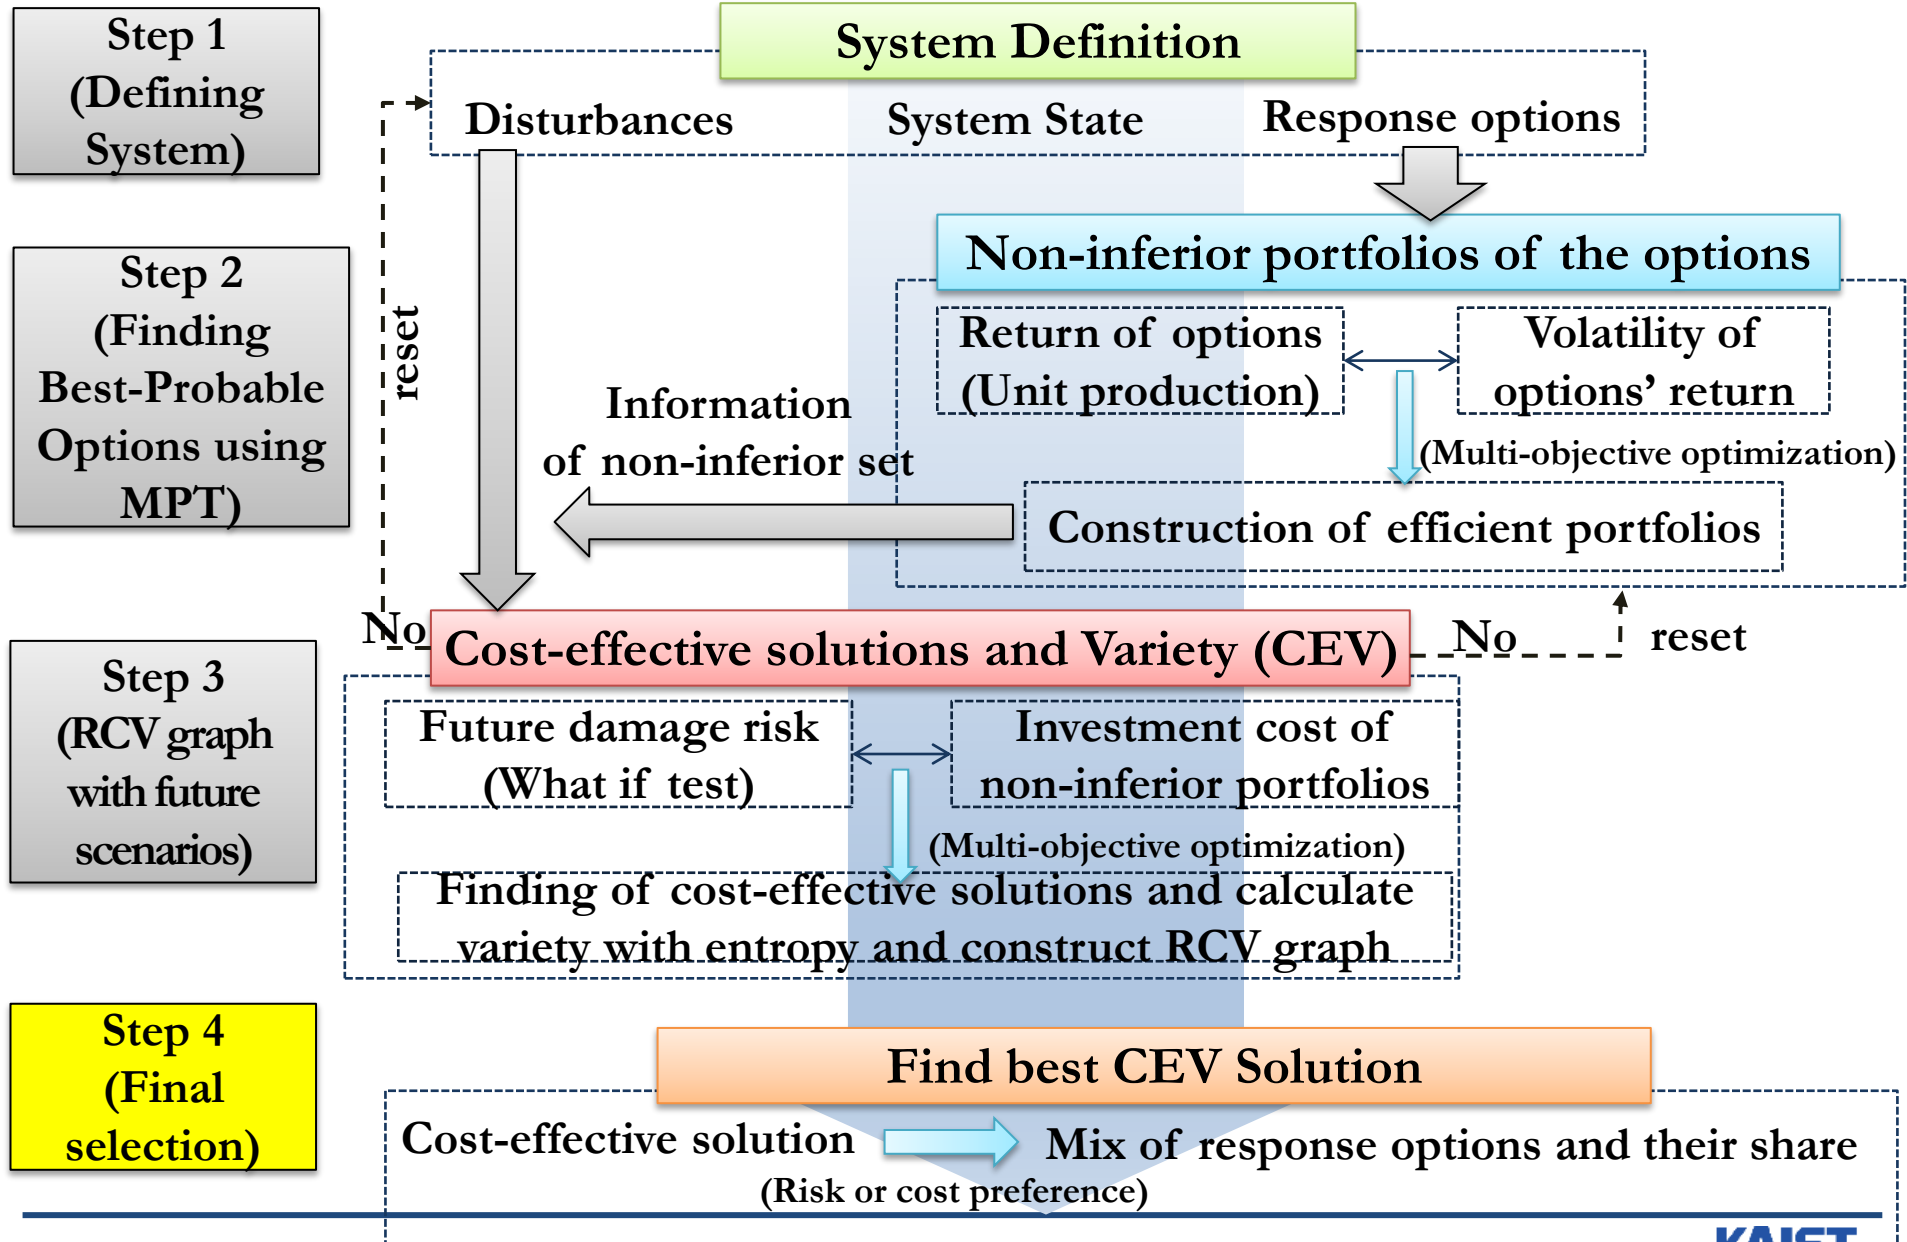 Step 1
(Defining
System)
System Definition
Disturbances
System State
Response options
Step 2
(Finding
Best-Probable
Options using
MPT)
reset
Non-inferior portfolios of the options
Return of options
(Unit production)
Volatility of
options’ return
(Multi-objective optimization)
Information
of non-inferior set
Construction of efficient portfolios
No
Cost-effective solutions and Variety (CEV)
No
reset
Step 3
(RCV graph
with future
scenarios)
Future damage risk
(What if test)
Investment cost of
non-inferior portfolios
(Multi-objective optimization)
Finding of cost-effective solutions and calculate
variety with entropy and construct RCV graph
Step 4
(Final
selection)
Find best CEV Solution
Cost-effective solution
Mix of response options and their share
(Risk or cost preference)
KAIST